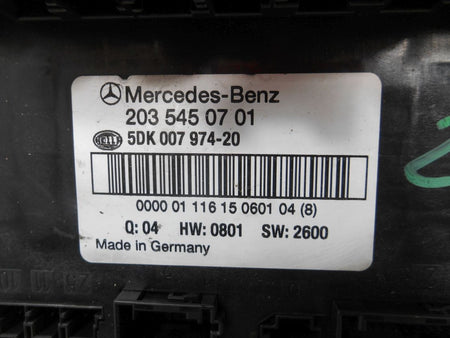 Mercedes-Benz
203 545 07 01
HELLA 5DK 007 974-20
0000 01 116 15 0601 04 (8)
Q: 04 HW: 0801 SW: 2600
Made in Germany